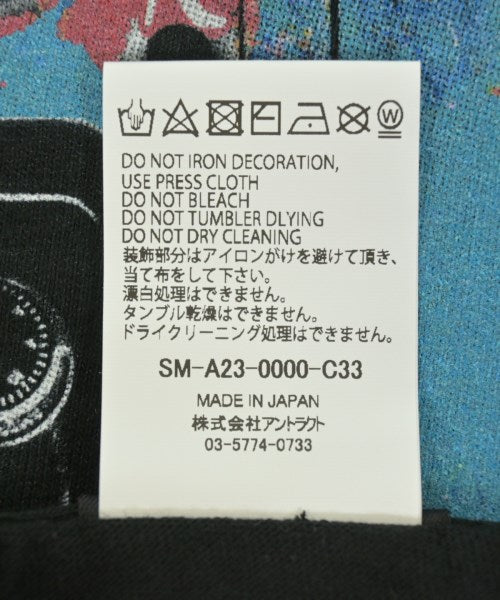 W
DO NOT IRON DECORATION,
USE PRESS CLOTH
DO NOT BLEACH
DO NOT TUMBLER DLYING
DO NOT DRY CLEANING
装飾部分はアイロンがけを避けて頂き、
当て布をして下さい。
漂白処理はできません。
タンブル乾燥はできません。
ドライクリーニング処理はできません。
SM-A23-0000-C33
MADE IN JAPAN
株式会社アントラクト
03-5774-0733